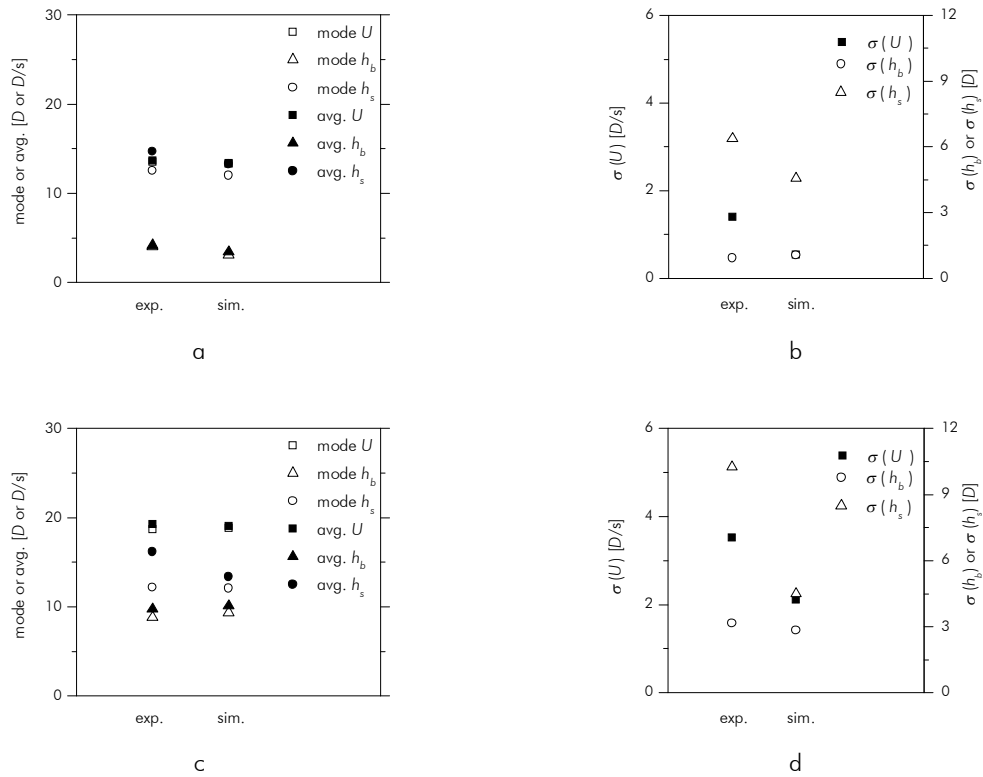 30
20
10
0
mode or avg. [D or D/s]
mode U
mode h_b
mode h_s
avg. U
avg. h_b
avg. h_s
exp. sim.
a
6
4
2
0
σ (U) [D/s]
σ (U)
σ (h_b)
σ (h_s)
12
9
6
3
0
σ (h_b) or σ (h_s) [D]
exp. sim.
b
30
20
10
0
mode or avg. [D or D/s]
mode U
mode h_b
mode h_s
avg. U
avg. h_b
avg. h_s
exp. sim.
c
6
4
2
0
σ (U) [D/s]
σ (U)
σ (h_b)
σ (h_s)
12
9
6
3
0
σ (h_b) or σ (h_s) [D]
exp. sim.
d